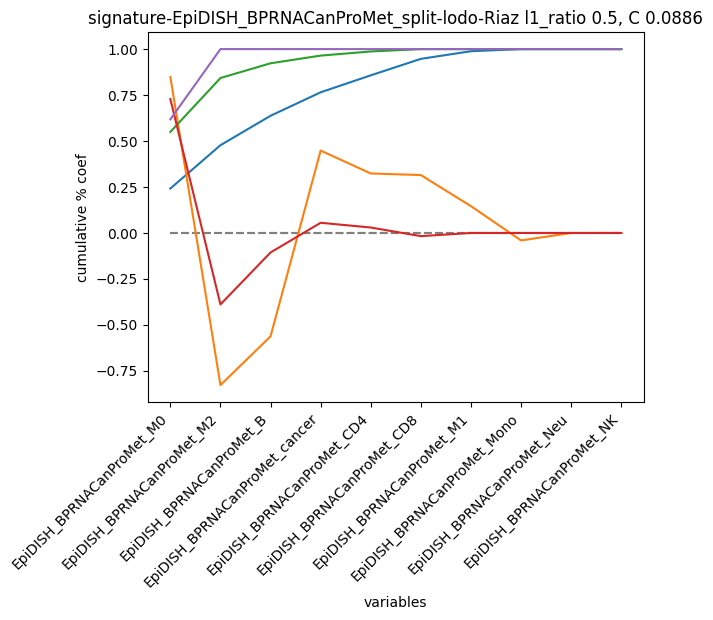 signature-EpiDISH_BPRNACanProMet_split-lodo-Riaz l1_ratio 0.5, C 0.0886
1.00
0.75
0.50
0.25
0.00
−0.25
−0.50
−0.75
cumulative % coef
EpiDISH_BPRNACanProMet_M0
EpiDISH_BPRNACanProMet_M2
EpiDISH_BPRNACanProMet_B
EpiDISH_BPRNACanProMet_cancer
EpiDISH_BPRNACanProMet_CD4
EpiDISH_BPRNACanProMet_CD8
EpiDISH_BPRNACanProMet_M1
EpiDISH_BPRNACanProMet_Mono
EpiDISH_BPRNACanProMet_Neu
EpiDISH_BPRNACanProMet_NK
variables